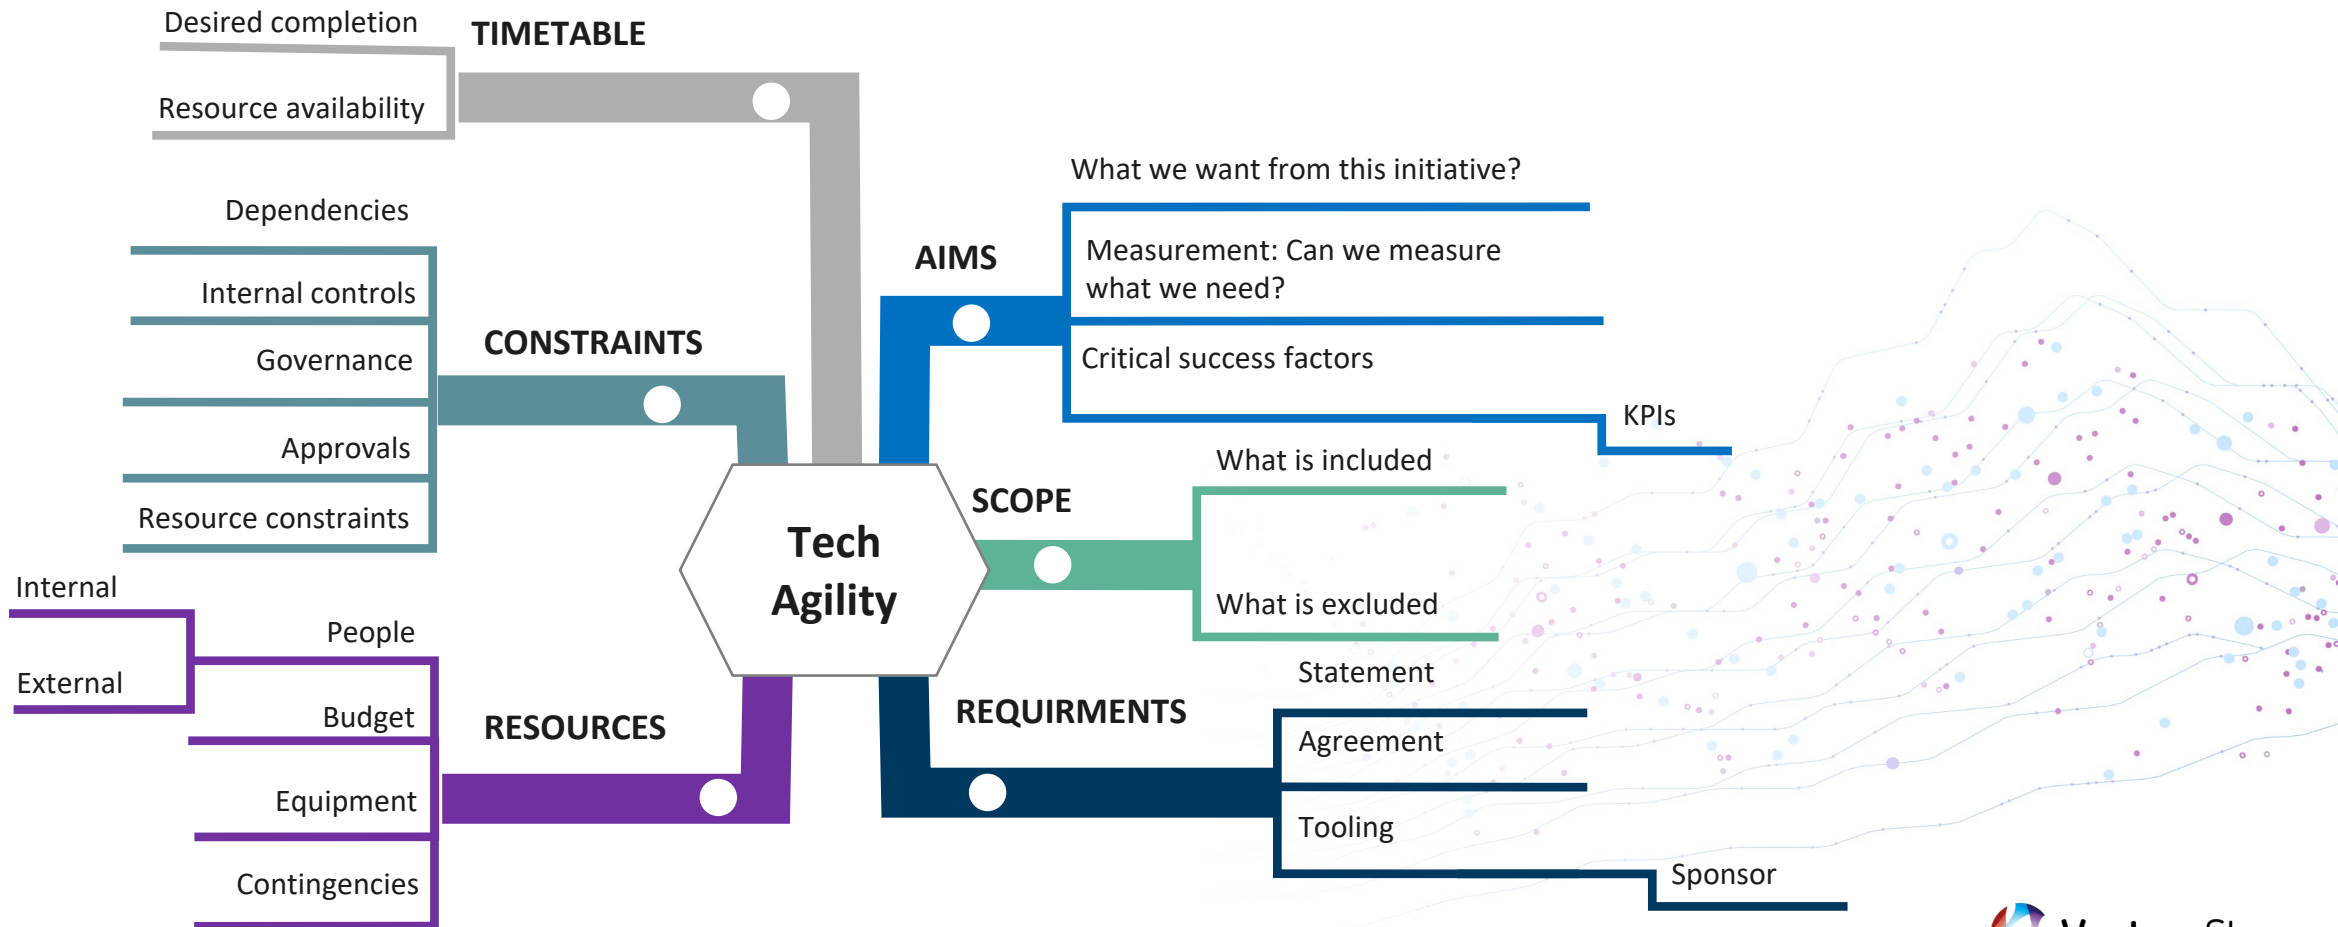 Desired completion
TIMETABLE
Resource availability
Dependencies
Internal controls
Governance
CONSTRAINTS
Approvals
Resource constraints
What we want from this initiative?
AIMS
Measurement: Can we measure
what we need?
Critical success factors
KPIs
What is included
SCOPE
What is excluded
Tech
Agility
Internal
People
External
Budget
RESOURCES
Equipment
Contingencies
Statement
REQUIRMENTS
Agreement
Tooling
Sponsor